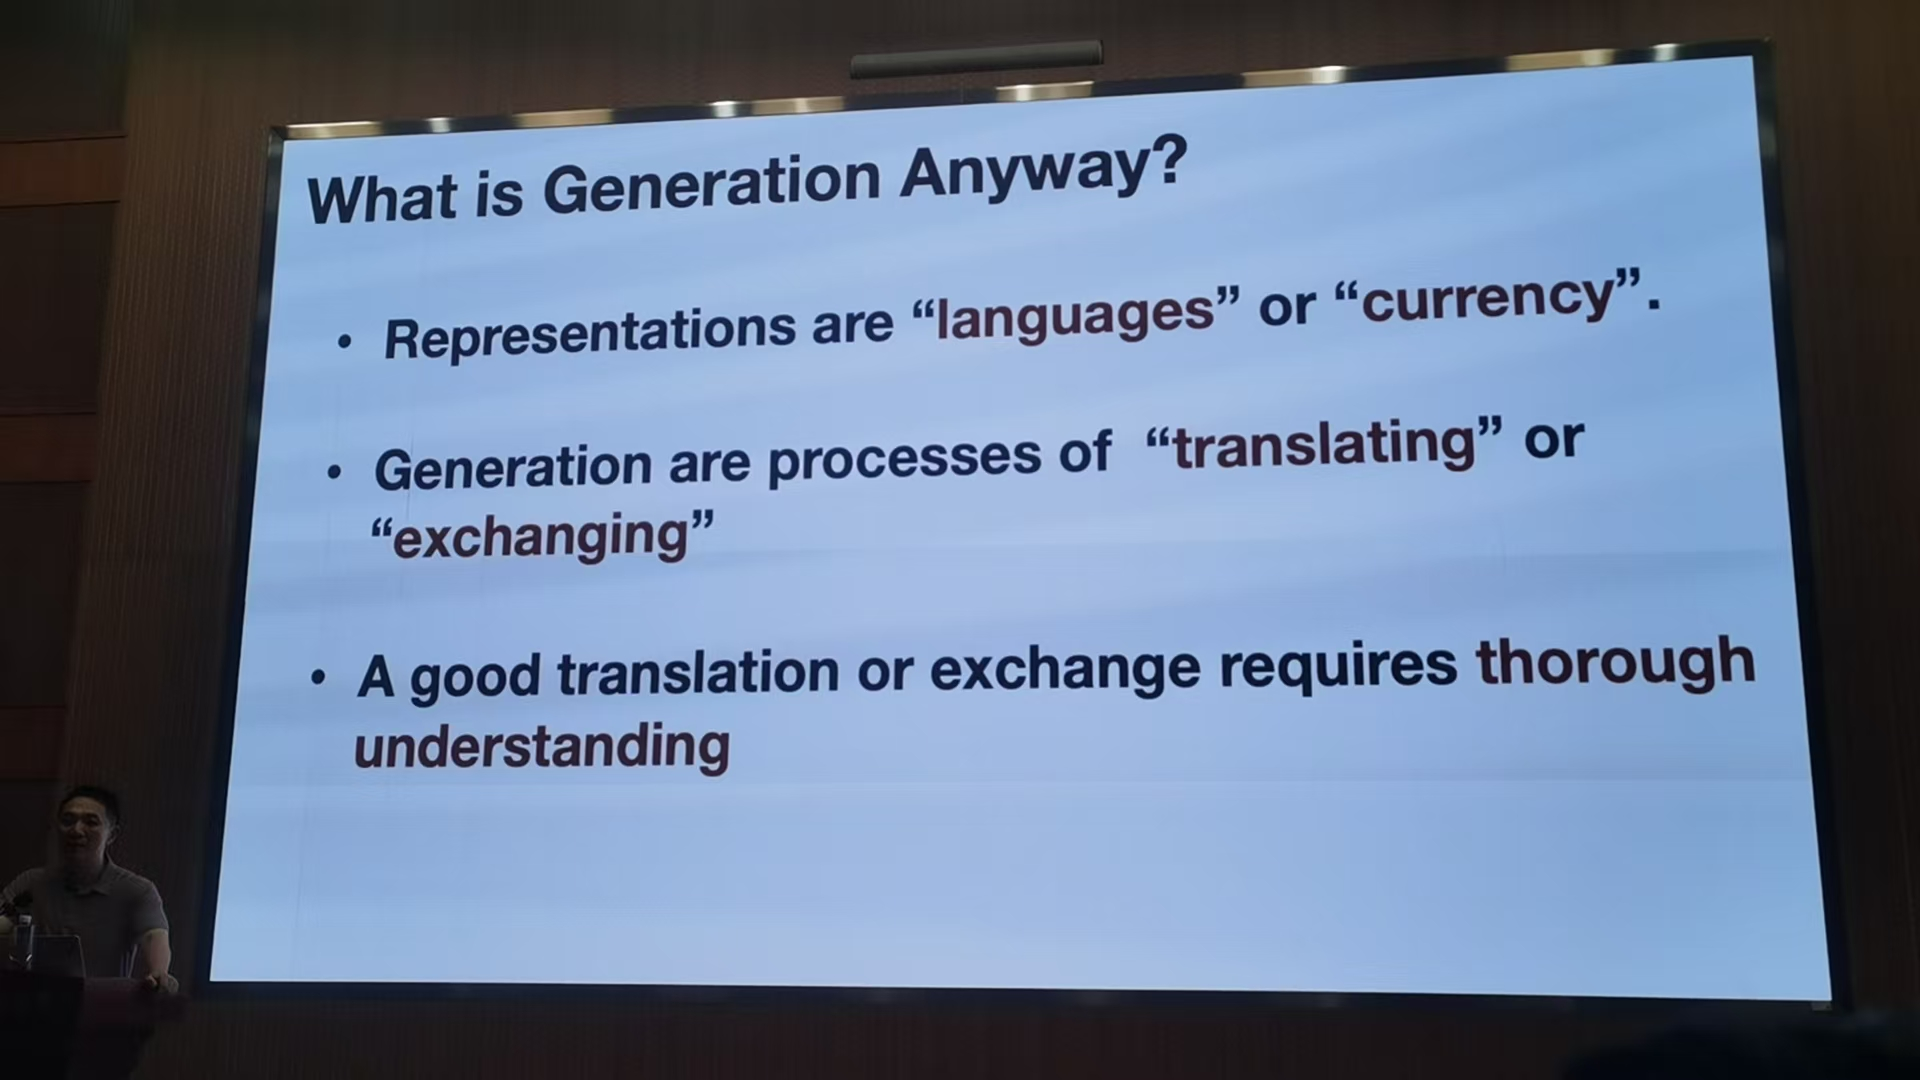 What is Generation Anyway?
• Representations are “languages” or “currency”.
• Generation are processes of “translating” or
“exchanging”
• A good translation or exchange requires thorough
understanding